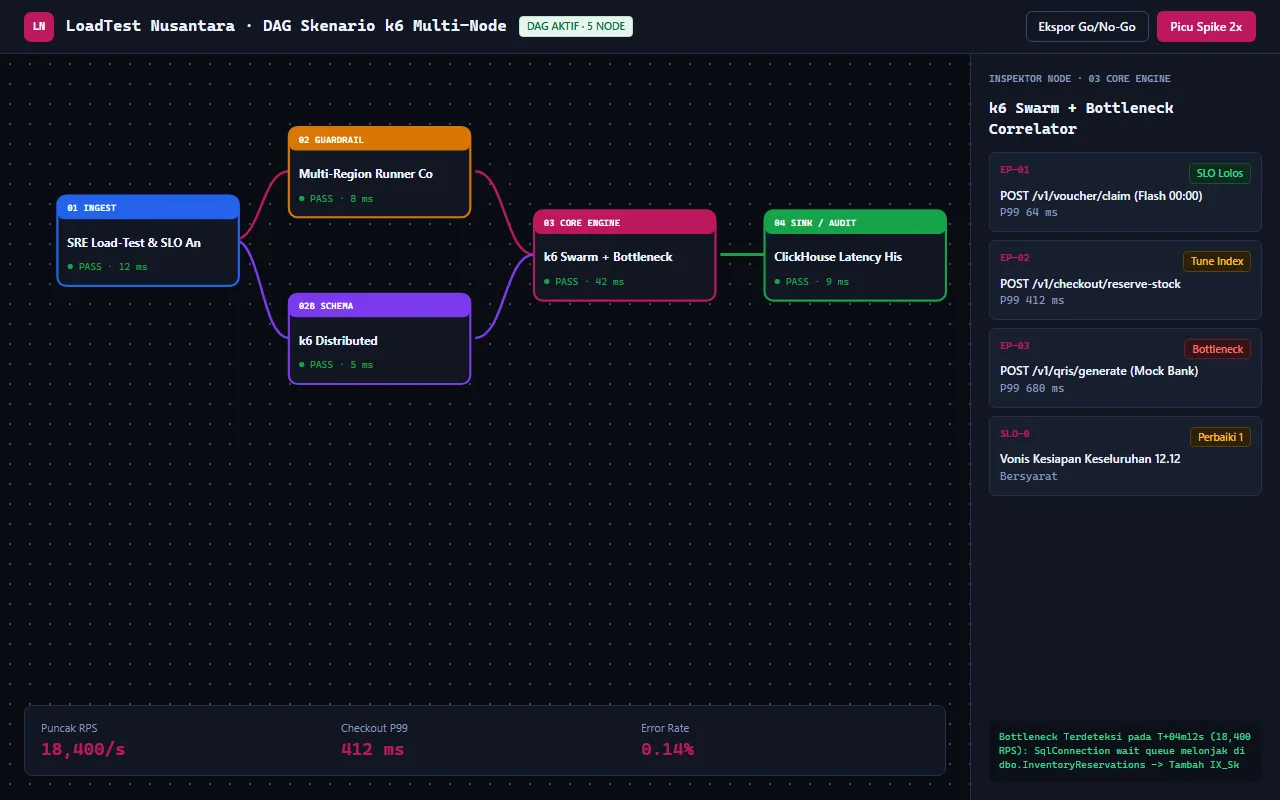 LN
LoadTest Nusantara · DAG Skenario k6 Multi-Node
DAG AKTIF · 5 NODE
Ekspor Go/No-Go
Picu Spike 2x
01 INGEST
SRE Load-Test & SLO An
PASS · 12 ms
02 GUARDRAIL
Multi-Region Runner Co
PASS · 8 ms
02B SCHEMA
k6 Distributed
PASS · 5 ms
03 CORE ENGINE
k6 Swarm + Bottleneck
PASS · 42 ms
04 SINK / AUDIT
ClickHouse Latency His
PASS · 9 ms
Puncak RPS
18,400/s
Checkout P99
412 ms
Error Rate
0.14%
INSPEKTOR NODE · 03 CORE ENGINE
k6 Swarm + Bottleneck
Correlator
EP-01
SLO Lolos
POST /v1/voucher/claim (Flash 00:00)
P99 64 ms
EP-02
Tune Index
POST /v1/checkout/reserve-stock
P99 412 ms
EP-03
Bottleneck
POST /v1/qris/generate (Mock Bank)
P99 680 ms
SLO-0
Perbaiki 1
Vonis Kesiapan Keseluruhan 12.12
Bersyarat
Bottleneck Terdeteksi pada T+04m12s (18,400
RPS): SqlConnection wait queue melonjak di
dbo.InventoryReservations -> Tambah IX_Sk